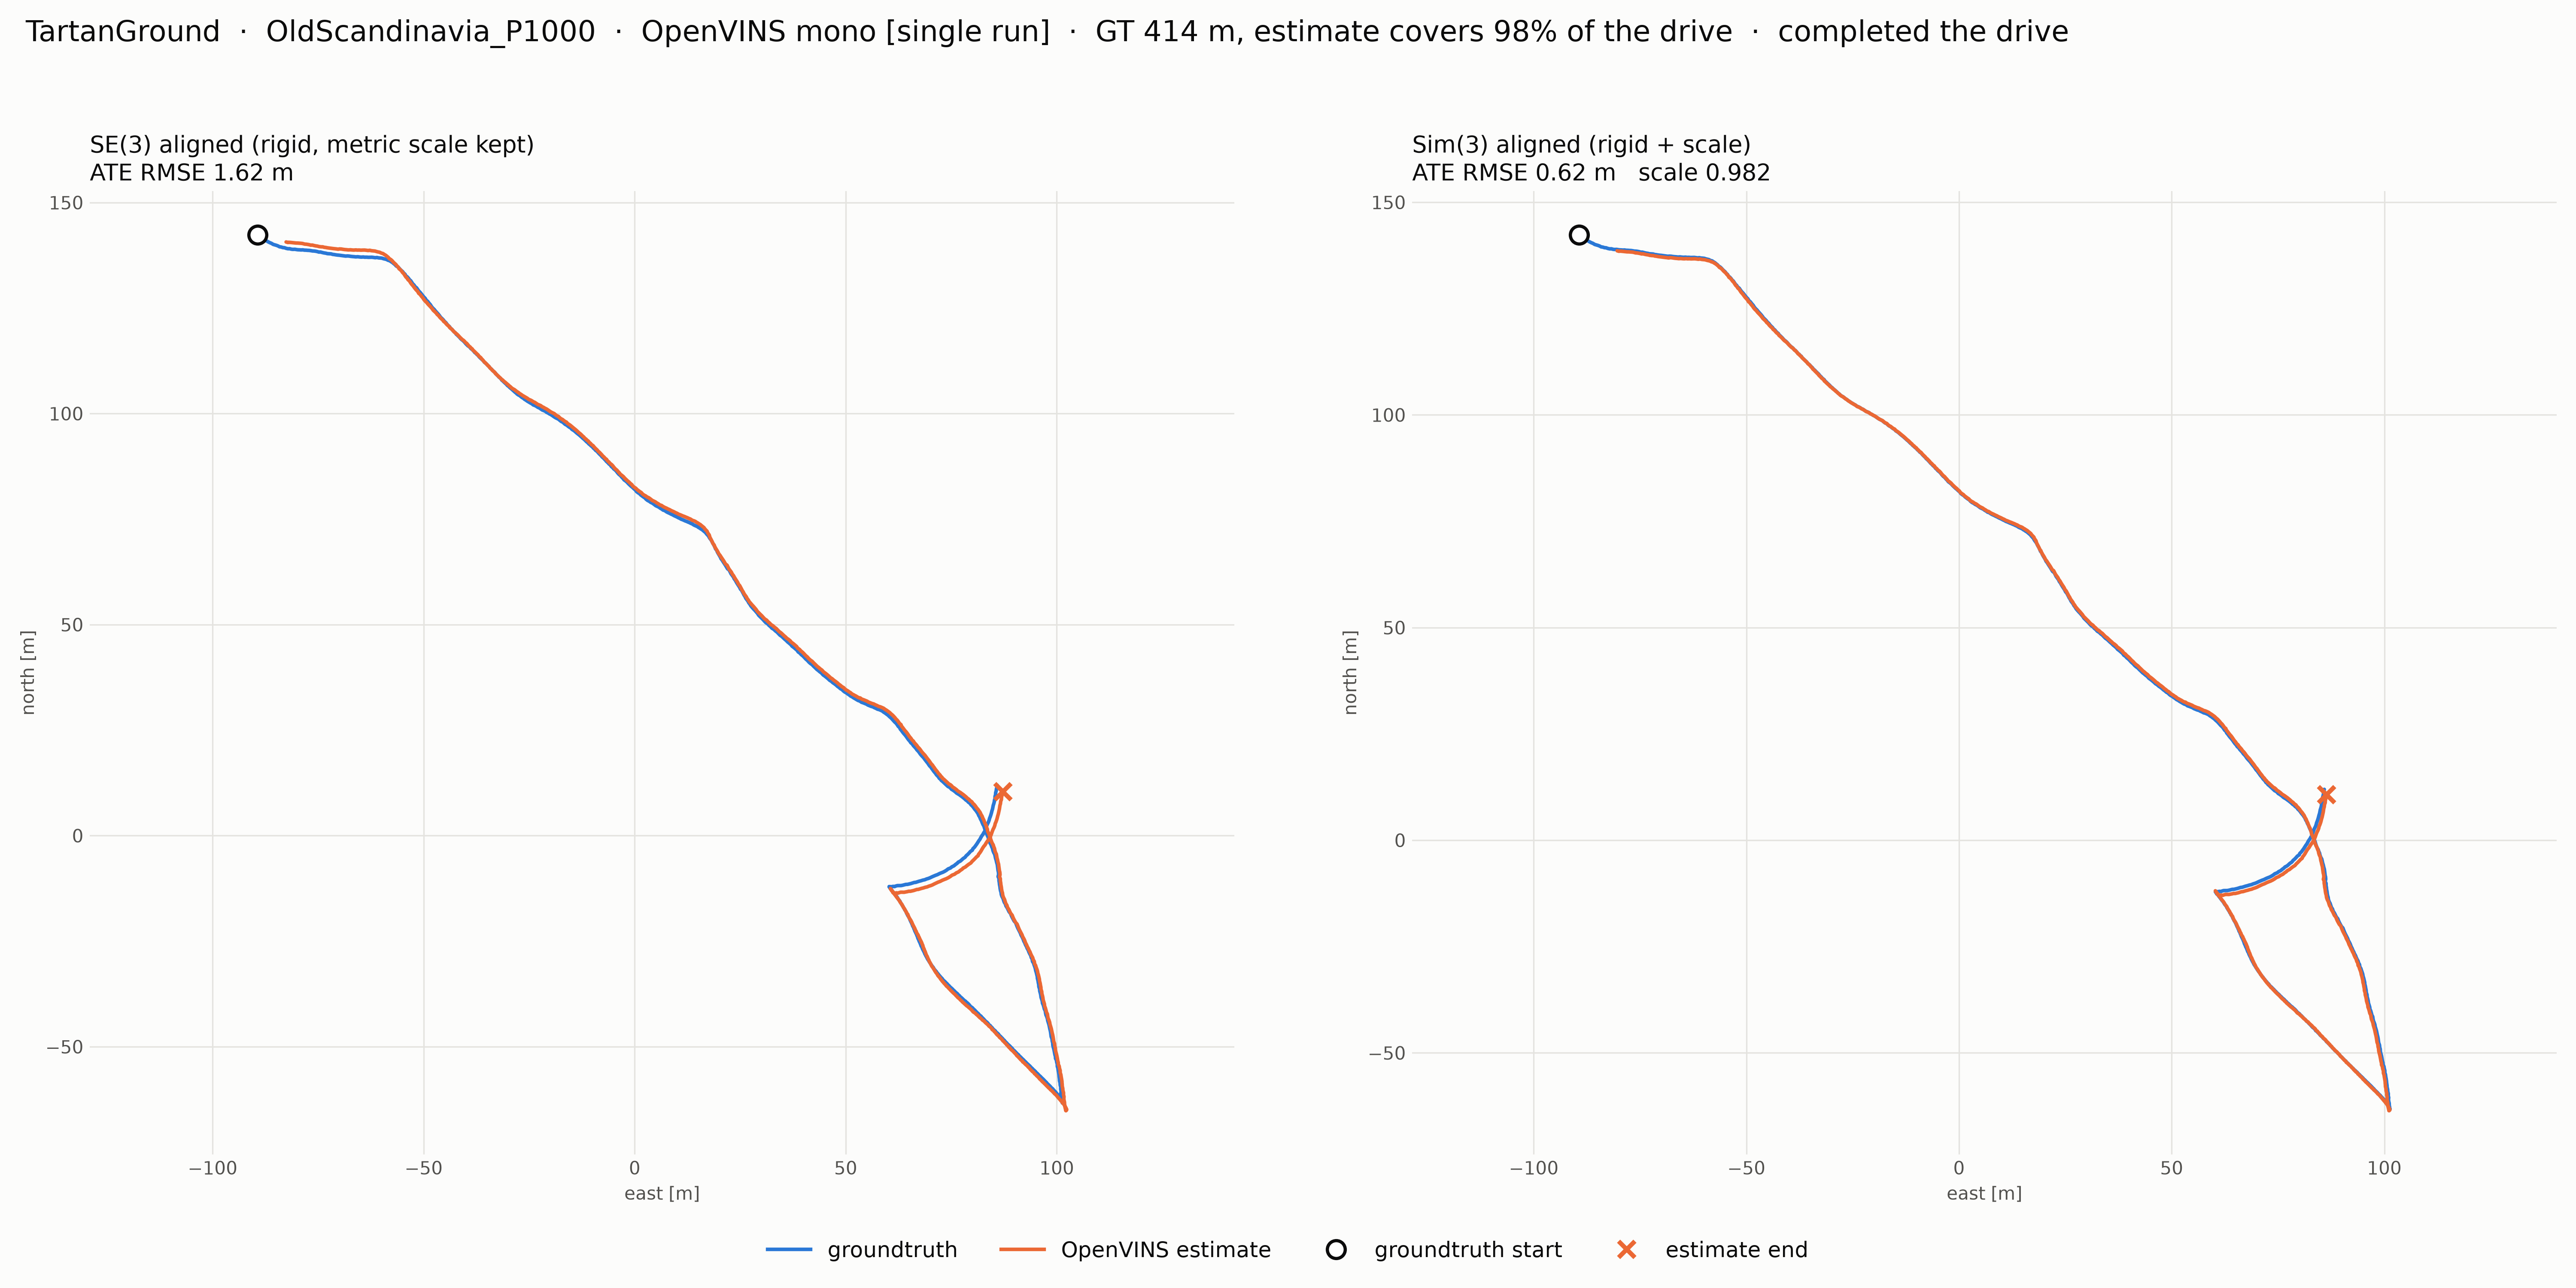 TartanGround · OldScandinavia_P1000 · OpenVINS mono [single run] · GT 414 m, estimate covers 98% of the drive · completed the drive
SE(3) aligned (rigid, metric scale kept)
ATE RMSE 1.62 m
150
100
50
0
−50
north [m]
−100
−50
0
50
100
east [m]
Sim(3) aligned (rigid + scale)
ATE RMSE 0.62 m   scale 0.982
150
100
50
0
−50
north [m]
−100
−50
0
50
100
east [m]
groundtruth
OpenVINS estimate
groundtruth start
estimate end